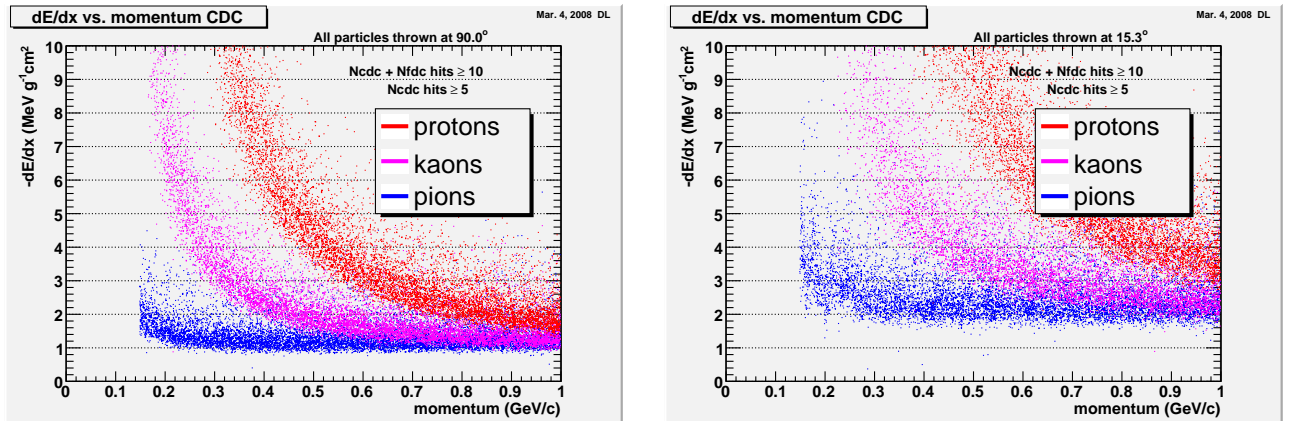 dE/dx vs. momentum CDC
Mar. 4, 2008 DL
All particles thrown at 90.0°
Ncdc + Nfdc hits ≥ 10
Ncdc hits ≥ 5
protons
kaons
pions
-dE/dx (MeV g⁻¹cm²)
10
9
8
7
6
5
4
3
2
1
0
0 0.1 0.2 0.3 0.4 0.5 0.6 0.7 0.8 0.9 1
momentum (GeV/c)
dE/dx vs. momentum CDC
Mar. 4, 2008 DL
All particles thrown at 15.3°
Ncdc + Nfdc hits ≥ 10
Ncdc hits ≥ 5
protons
kaons
pions
-dE/dx (MeV g⁻¹cm²)
10
9
8
7
6
5
4
3
2
1
0
0 0.1 0.2 0.3 0.4 0.5 0.6 0.7 0.8 0.9 1
momentum (GeV/c)